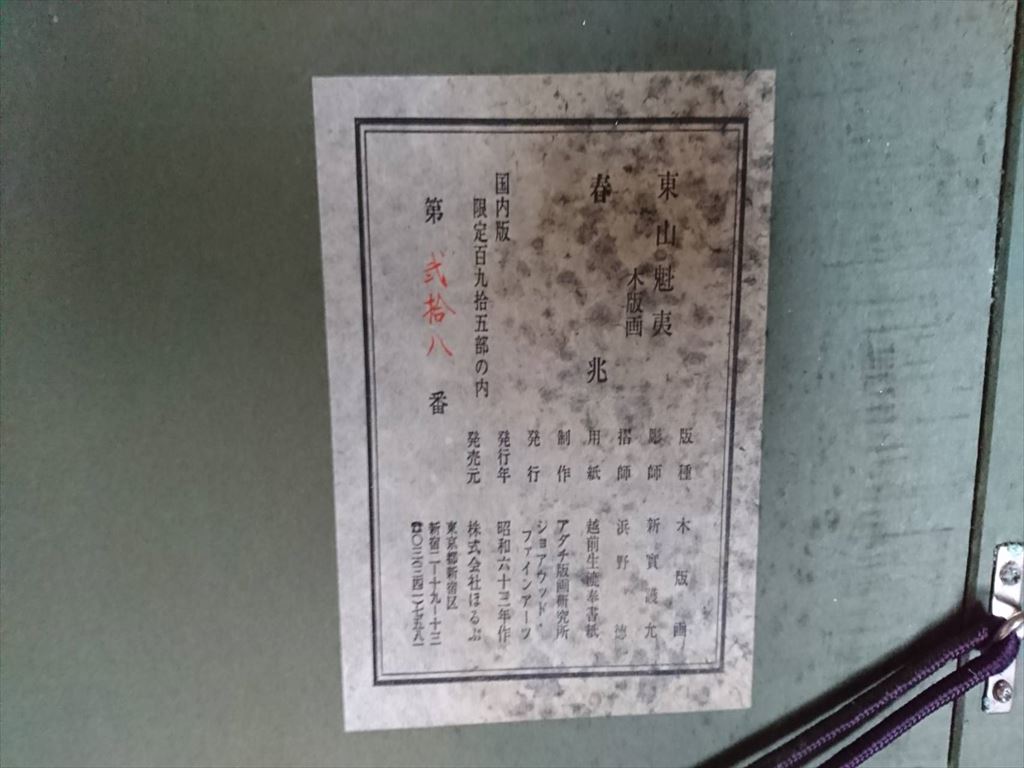 東山魁夷
木版画
春兆
国内版
限定百九拾五部の内
第 弐拾八 番
版種 木版画
彫師 新實護允
摺師 浜野 徳
用紙 越前生漉奉書紙
制作 アダチ版画研究所
発行 ショアウッド・
ファインアーツ
発行年 昭和六十三年作
発売元 株式会社ほるぷ
東京都新宿区
新宿二ー十九ー十三